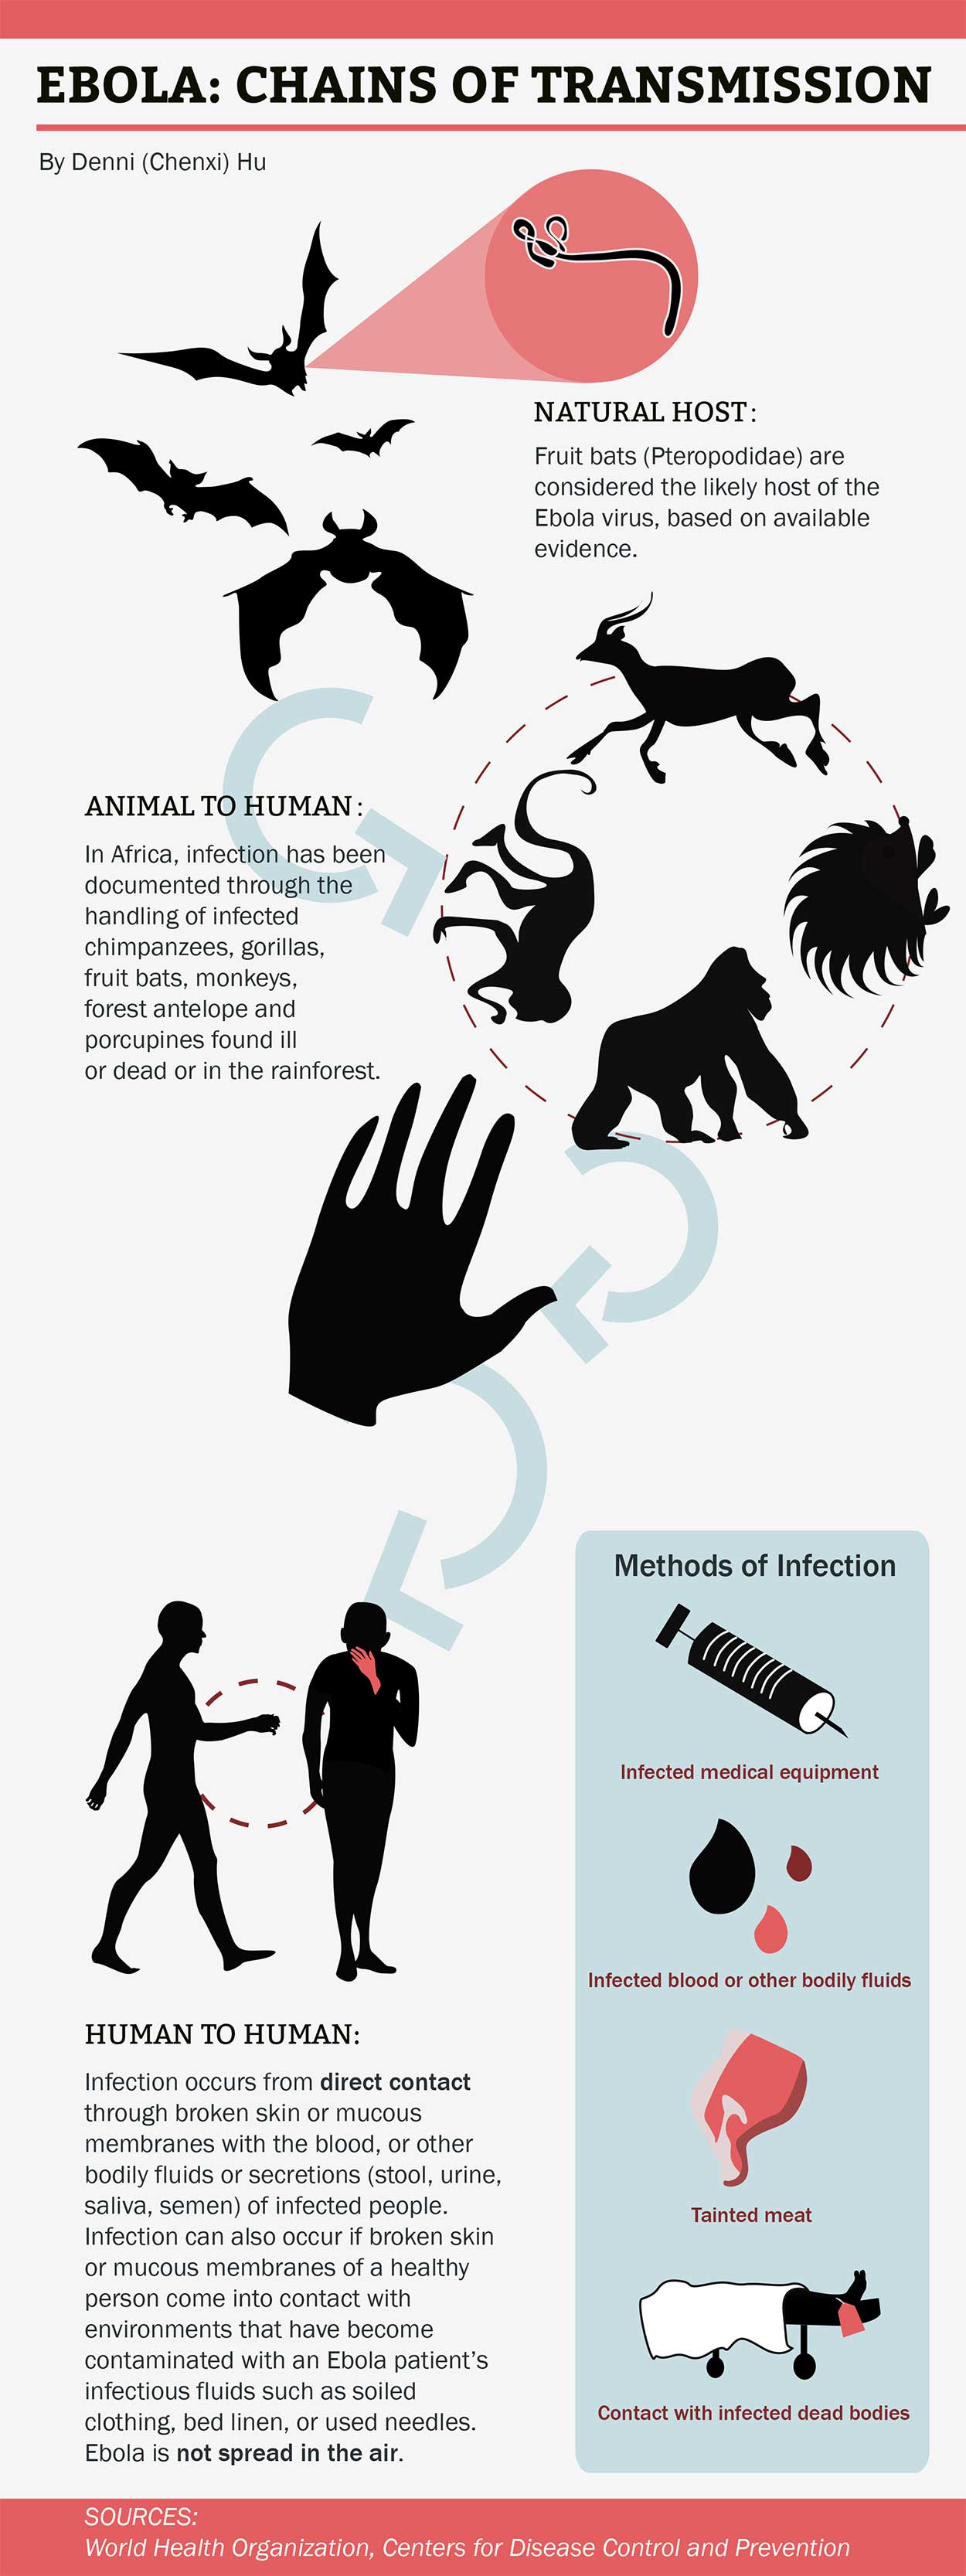 EBOLA: CHAINS OF TRANSMISSION
By Denni (Chenxi) Hu
NATURAL HOST:
Fruit bats (Pteropodidae) are
considered the likely host of the
Ebola virus, based on available
evidence.
ANIMAL TO HUMAN:
In Africa, infection has been
documented through the
handling of infected
chimpanzees, gorillas,
fruit bats, monkeys,
forest antelope and
porcupines found ill
or dead or in the rainforest.
Methods of Infection
Infected medical equipment
Infected blood or other bodily fluids
Tainted meat
Contact with infected dead bodies
HUMAN TO HUMAN:
Infection occurs from direct contact
through broken skin or mucous
membranes with the blood, or other
bodily fluids or secretions (stool, urine,
saliva, semen) of infected people.
Infection can also occur if broken skin
or mucous membranes of a healthy
person come into contact with
environments that have become
contaminated with an Ebola patient's
infectious fluids such as soiled
clothing, bed linen, or used needles.
Ebola is not spread in the air.
SOURCES:
World Health Organization, Centers for Disease Control and Prevention